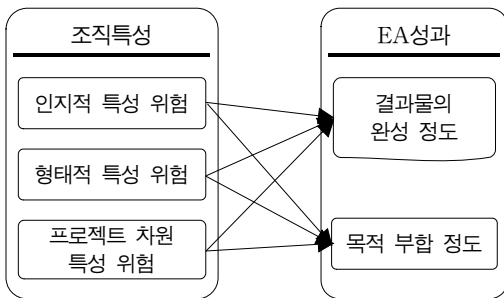 조직특성
인지적 특성 위험
형태적 특성 위험
프로젝트 차원
특성 위험
EA성과
결과물의
완성 정도
목적 부합 정도